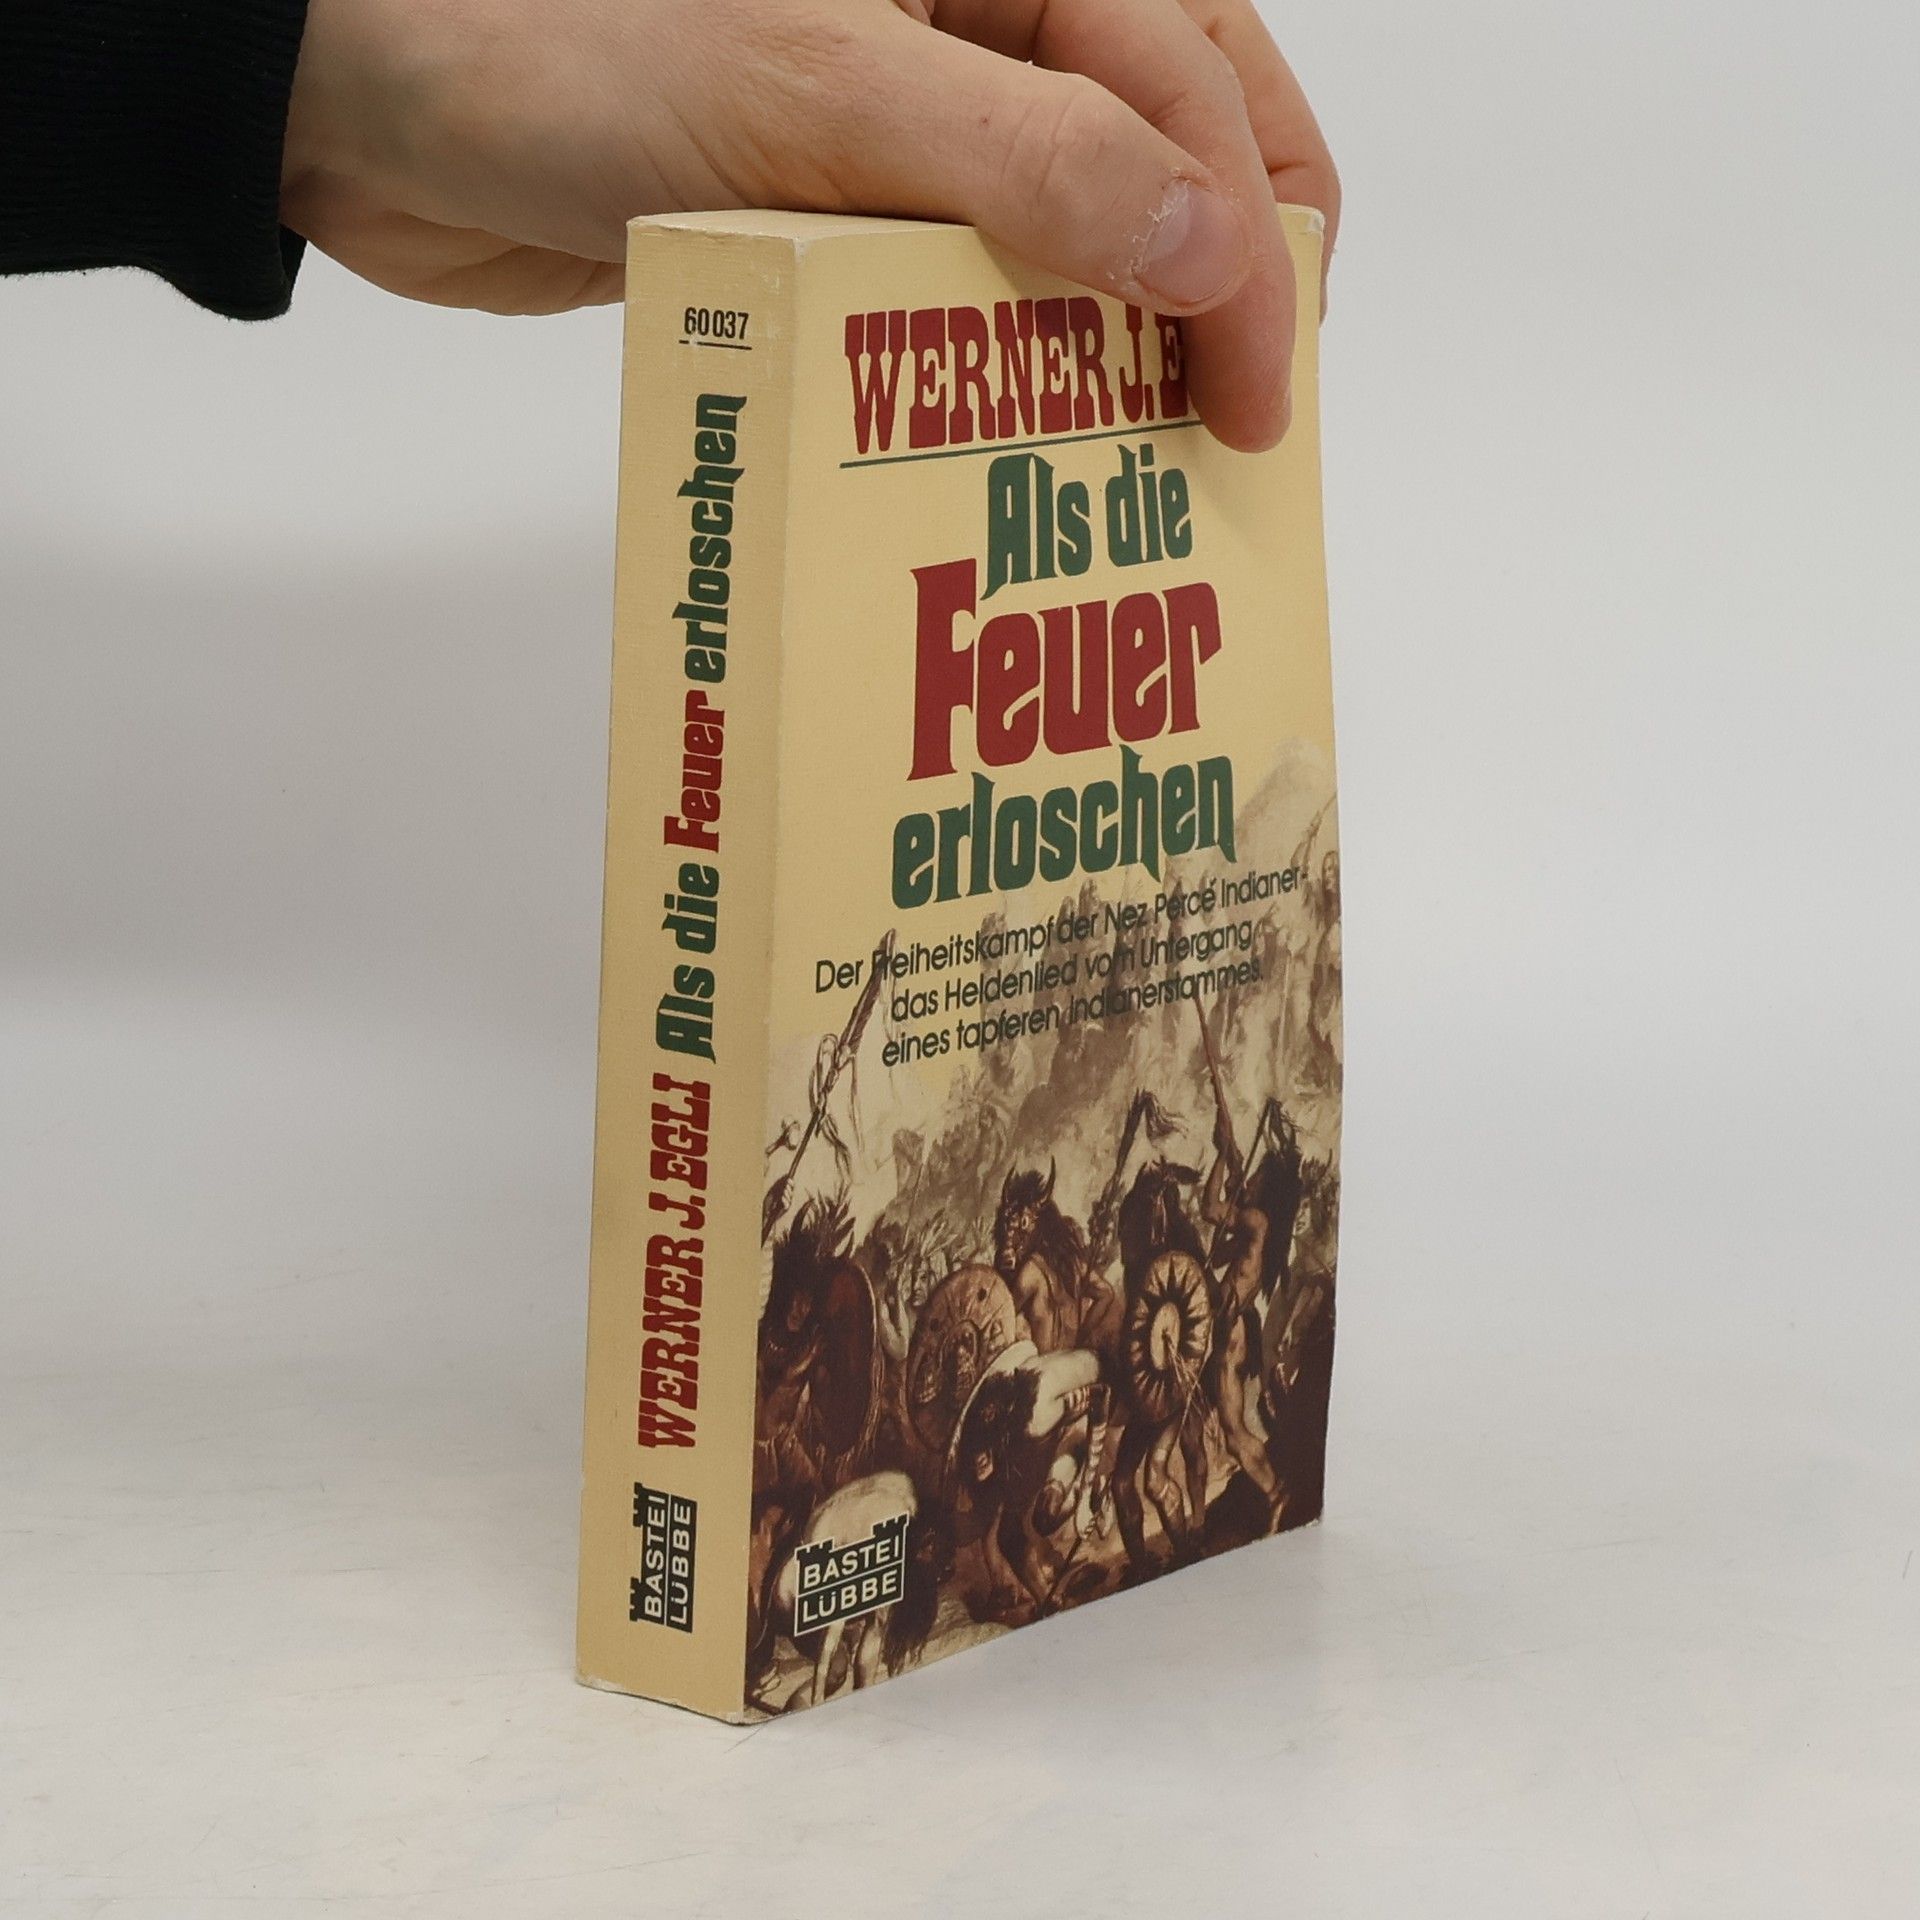 60037
WERNER J. EGLI Als die Feuer erloschen
BASTEI
LÜBBE
WERNER J. E
Als die
Feuer
erloschen
Der Freiheitskampf der Nez Percé Indianer-
das Heldenlied vom Untergang
eines tapferen Indianerstammes.
BASTEI
LÜBBE